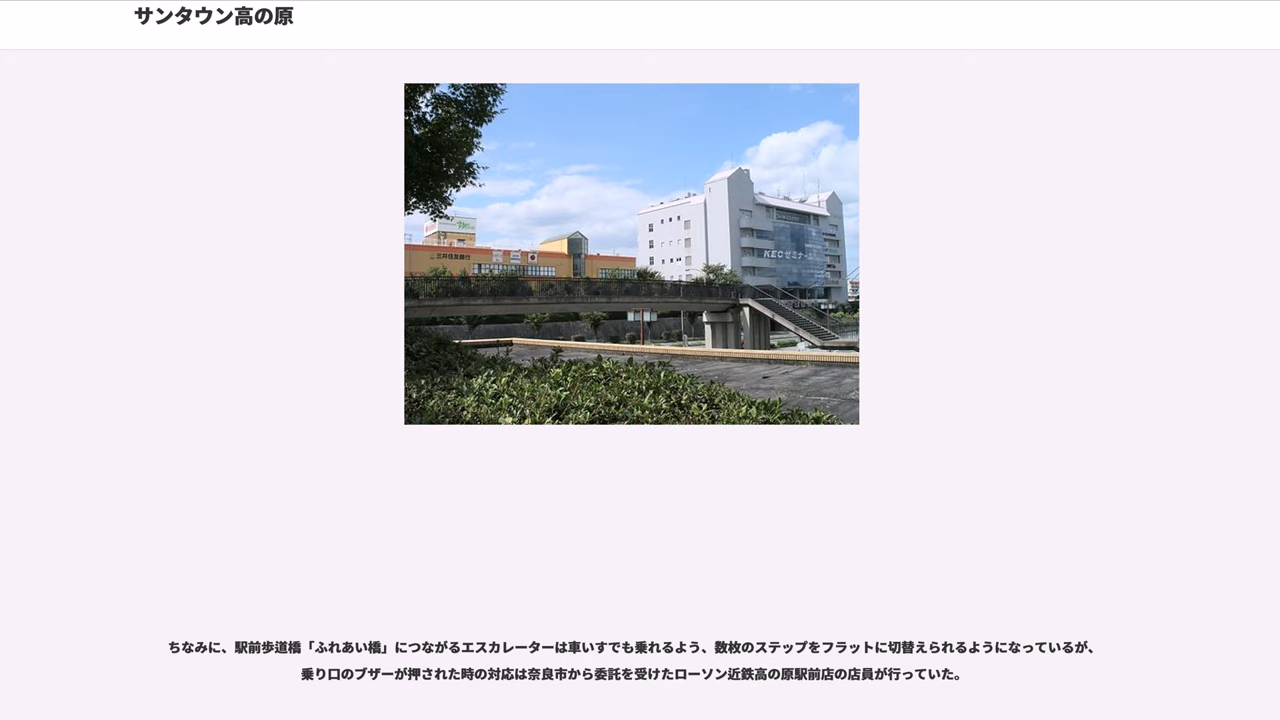 サンタウン高の原
三井住友銀行
KECゼミナール
ちなみに、駅前歩道橋「ふれあい橋」につながるエスカレーターは車いすでも乗れるよう、数枚のステップをフラットに切替えられるようになっているが、
乗り口のブザーが押された時の対応は奈良市から委託を受けたローソン近鉄高の原駅前店の店員が行っていた。